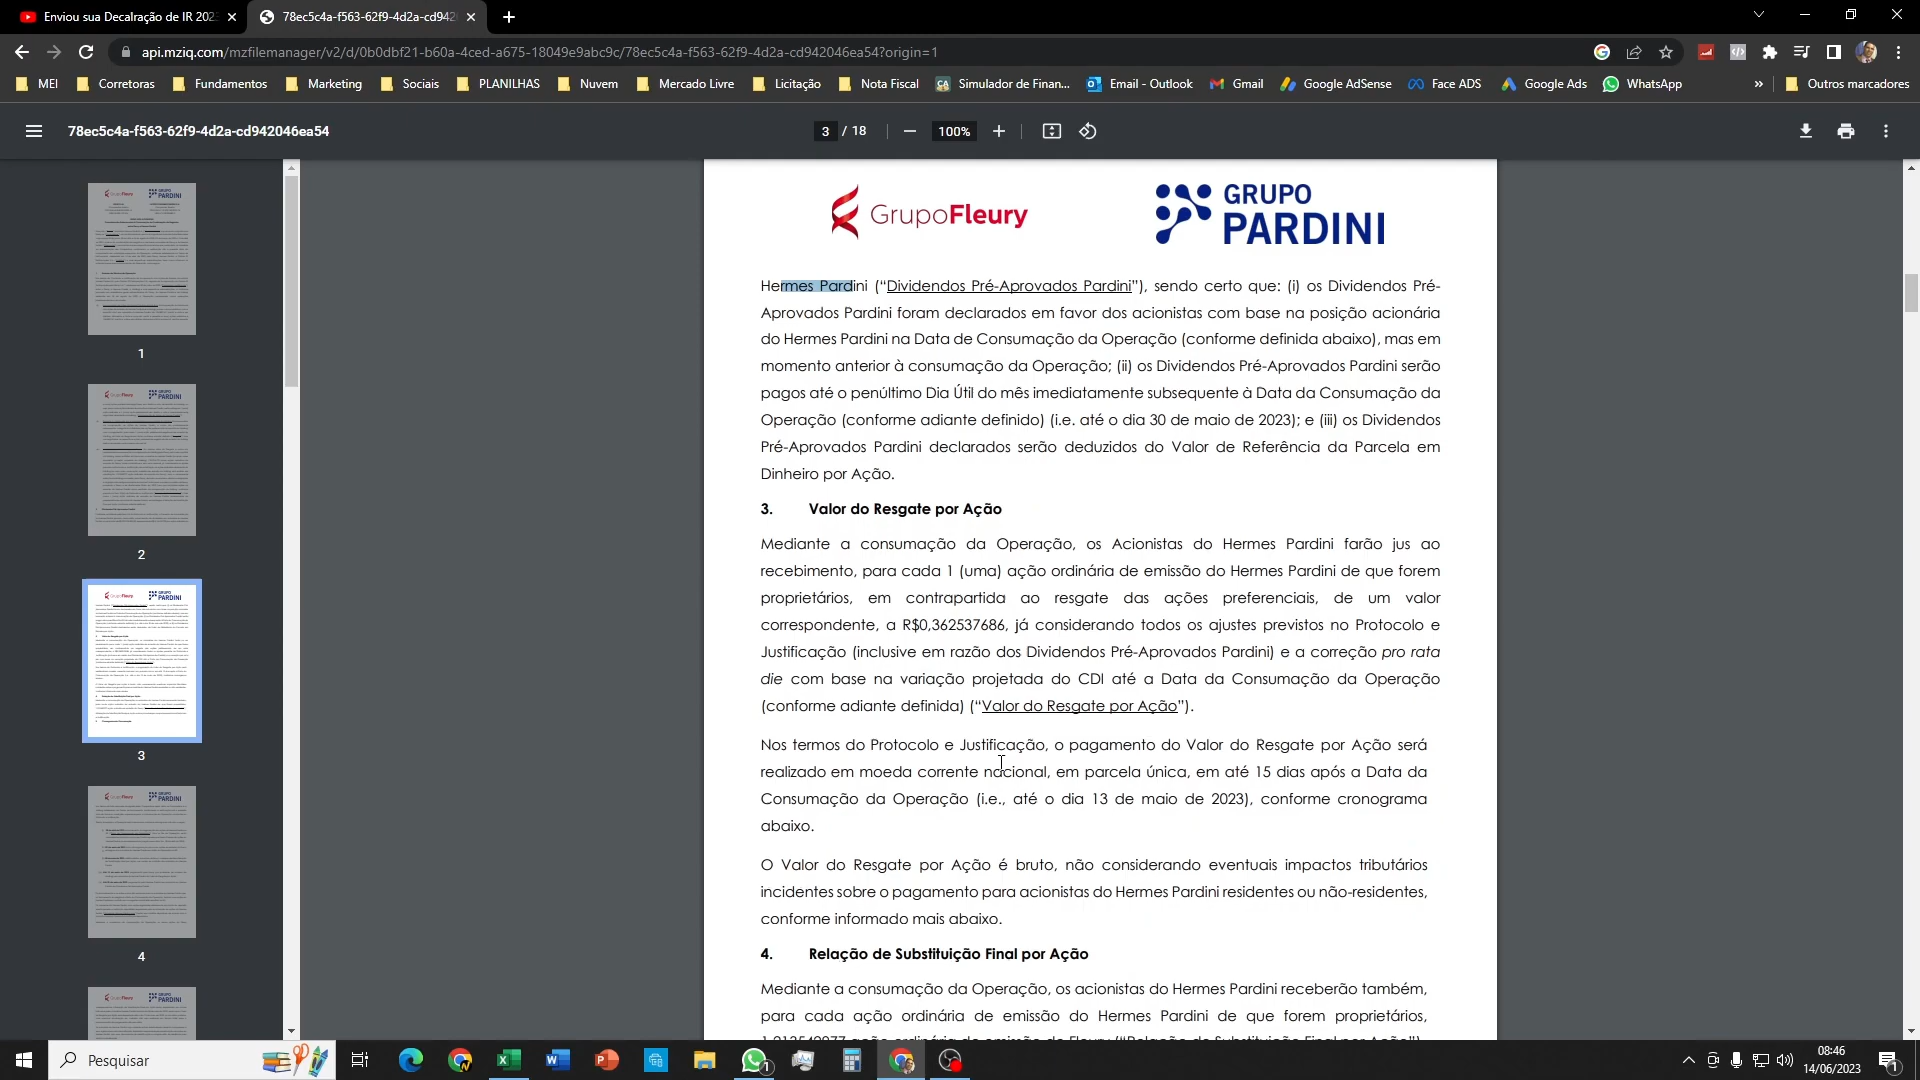 Enviou sua Decalração de IR 202
78ec5c4a-f563-62f9-4d2a-cd942
api.mziq.com/mzfilemanager/v2/d/0b0dbf21-b60a-4ced-a675-18049e9abc9c/78ec5c4a-f563-62f9-4d2a-cd942046ea54?origin=1
MEI
Corretoras
Fundamentos
Marketing
Sociais
PLANILHAS
Nuvem
Mercado Livre
Licitação
Nota Fiscal
Simulador de Finan...
Email - Outlook
Gmail
Google AdSense
Face ADS
Google Ads
WhatsApp
»
Outros marcadores
78ec5c4a-f563-62f9-4d2a-cd942046ea54
3 / 18
100%
1
2
3
4
GrupoFleury
GRUPO
PARDINI
Hermes Pardini (“Dividendos Pré-Aprovados Pardini”), sendo certo que: (i) os Dividendos Pré-
Aprovados Pardini foram declarados em favor dos acionistas com base na posição acionária
do Hermes Pardini na Data de Consumação da Operação (conforme definida abaixo), mas em
momento anterior à consumação da Operação; (ii) os Dividendos Pré-Aprovados Pardini serão
pagos até o penúltimo Dia Útil do mês imediatamente subsequente à Data da Consumação da
Operação (conforme adiante definido) (i.e. até o dia 30 de maio de 2023); e (iii) os Dividendos
Pré-Aprovados Pardini declarados serão deduzidos do Valor de Referência da Parcela em
Dinheiro por Ação.
3. Valor do Resgate por Ação
Mediante a consumação da Operação, os Acionistas do Hermes Pardini farão jus ao
recebimento, para cada 1 (uma) ação ordinária de emissão do Hermes Pardini de que forem
proprietários, em contrapartida ao resgate das ações preferenciais, de um valor
correspondente, a R$0,362537686, já considerando todos os ajustes previstos no Protocolo e
Justificação (inclusive em razão dos Dividendos Pré-Aprovados Pardini) e a correção pro rata
die com base na variação projetada do CDI até a Data da Consumação da Operação
(conforme adiante definida) (“Valor do Resgate por Ação”).
Nos termos do Protocolo e Justificação, o pagamento do Valor do Resgate por Ação será
realizado em moeda corrente nacional, em parcela única, em até 15 dias após a Data da
Consumação da Operação (i.e., até o dia 13 de maio de 2023), conforme cronograma
abaixo.
O Valor do Resgate por Ação é bruto, não considerando eventuais impactos tributários
incidentes sobre o pagamento para acionistas do Hermes Pardini residentes ou não-residentes,
conforme informado mais abaixo.
4. Relação de Substituição Final por Ação
Mediante a consumação da Operação, os acionistas do Hermes Pardini receberão também,
para cada ação ordinária de emissão do Hermes Pardini de que forem proprietários,
Pesquisar
1
08:46
14/06/2023
1